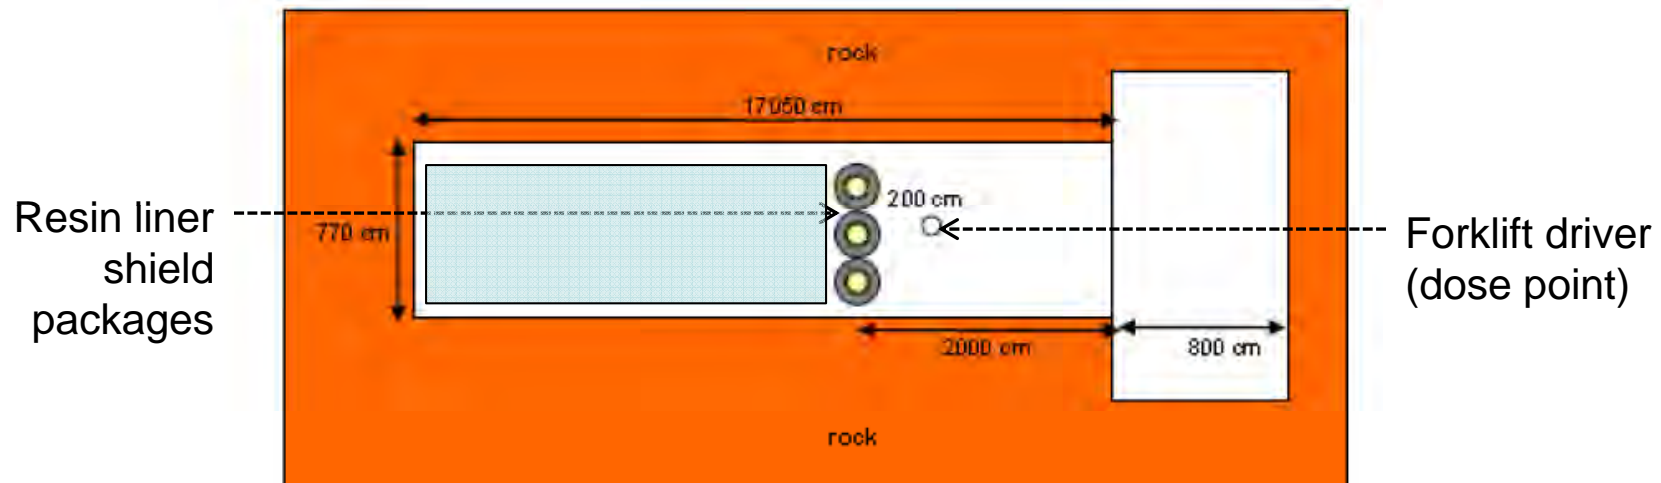 rock
17050 cm
Resin liner
shield
packages
770 cm
200 cm
Forklift driver
(dose point)
2000 cm
800 cm
rock